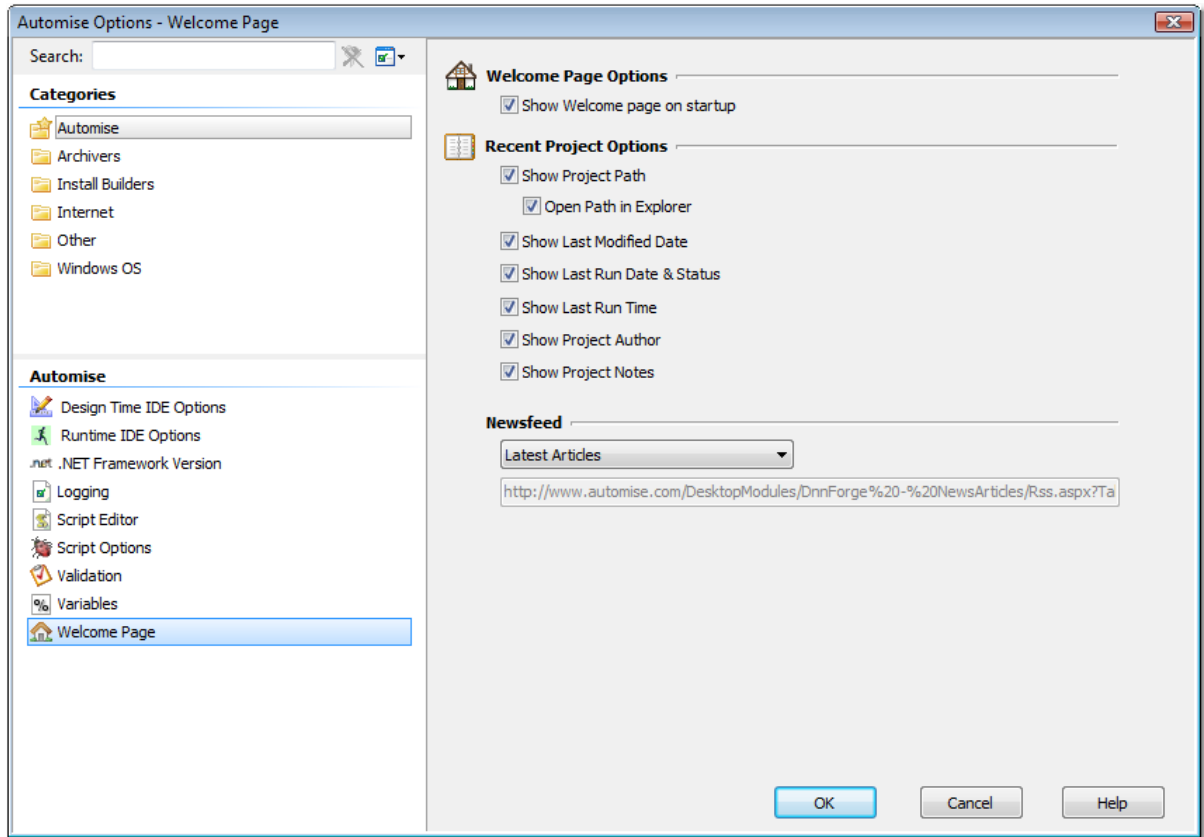 Automise Options - Welcome Page
Search:
Categories
Automise
Archivers
Install Builders
Internet
Other
Windows OS
Automise
Design Time IDE Options
Runtime IDE Options
.net .NET Framework Version
Logging
Script Editor
Script Options
Validation
% Variables
Welcome Page
Welcome Page Options
Show Welcome page on startup
Recent Project Options
Show Project Path
Open Path in Explorer
Show Last Modified Date
Show Last Run Date & Status
Show Last Run Time
Show Project Author
Show Project Notes
Newsfeed
Latest Articles
http://www.automise.com/DesktopModules/DnnForge%20-%20NewsArticles/Rss.aspx?Ta
OK Cancel Help